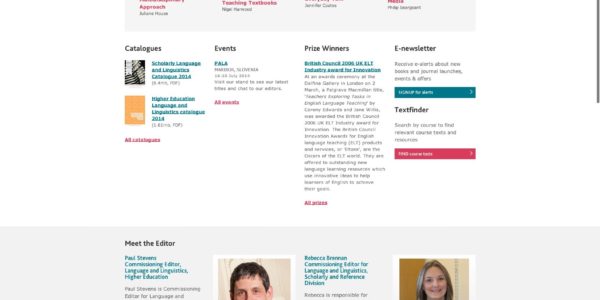 Approach
Juliane House
Teaching Textbooks
Nigel Harwood
Jennifer Coates
Media
Philip Seargeant
Catalogues
Scholarly Language
and Linguistics
Catalogue 2014
(6.4mb, PDF)
Higher Education
Language and
Linguistics catalogue
2014
(1.61mb, PDF)
All catalogues
Events
PALA
MARIBOR, SLOVENIA
Visit our stand to see our latest
titles and chat to our editors.
All events
Prize Winners
British Council 2006 UK ELT
Industry award for Innovation
At an awards ceremony at the
Dolfins Gallery in London on 2
March, a Palgrave Macmillan title,
'Teachers Exploring Tasks in
English Language Teaching' by
Corony Edwards and Jane Willis,
was awarded the British Council
2006 UK ELT Industry Award for
Innovation. The British Council
Innovation Awards for English
language teaching (ELT) products
and services, or 'Eltons', are the
Oscars of the ELT world. They are
offered to outstanding new
language learning resources which
use innovative ideas to help
learners of English to achieve
their goals.
All prizes
E-newsletter
Receive e-alerts about new
books and journal launches,
events & offers
SIGNUP for alerts
Textfinder
Search by course to find
relevant course texts and
resources
FIND course texts
Meet the Editor
Paul Stevens
Commissioning Editor,
Language and Linguistics,
Higher Education
Paul Stevens is Commissioning
Editor for Language and
Rebecca Brennan
Commissioning Editor for
Language and Linguistics,
Scholarly and Reference
Division
Rebecca is responsible for